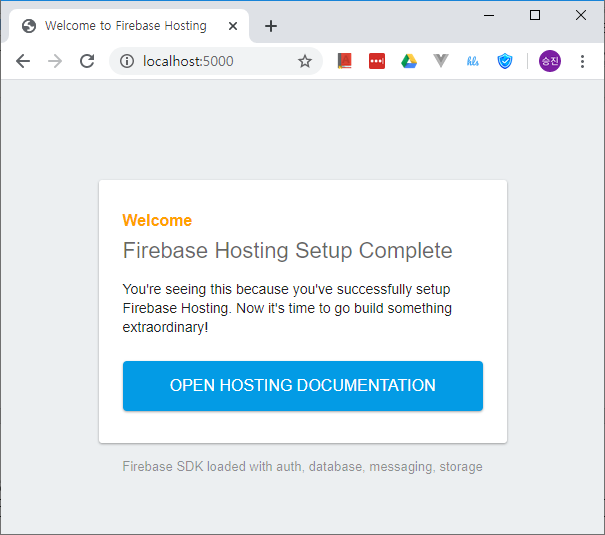 Welcome to Firebase Hosting
localhost:5000
hls
승진
Welcome
Firebase Hosting Setup Complete
You're seeing this because you've successfully setup
Firebase Hosting. Now it's time to go build something
extraordinary!
OPEN HOSTING DOCUMENTATION
Firebase SDK loaded with auth, database, messaging, storage